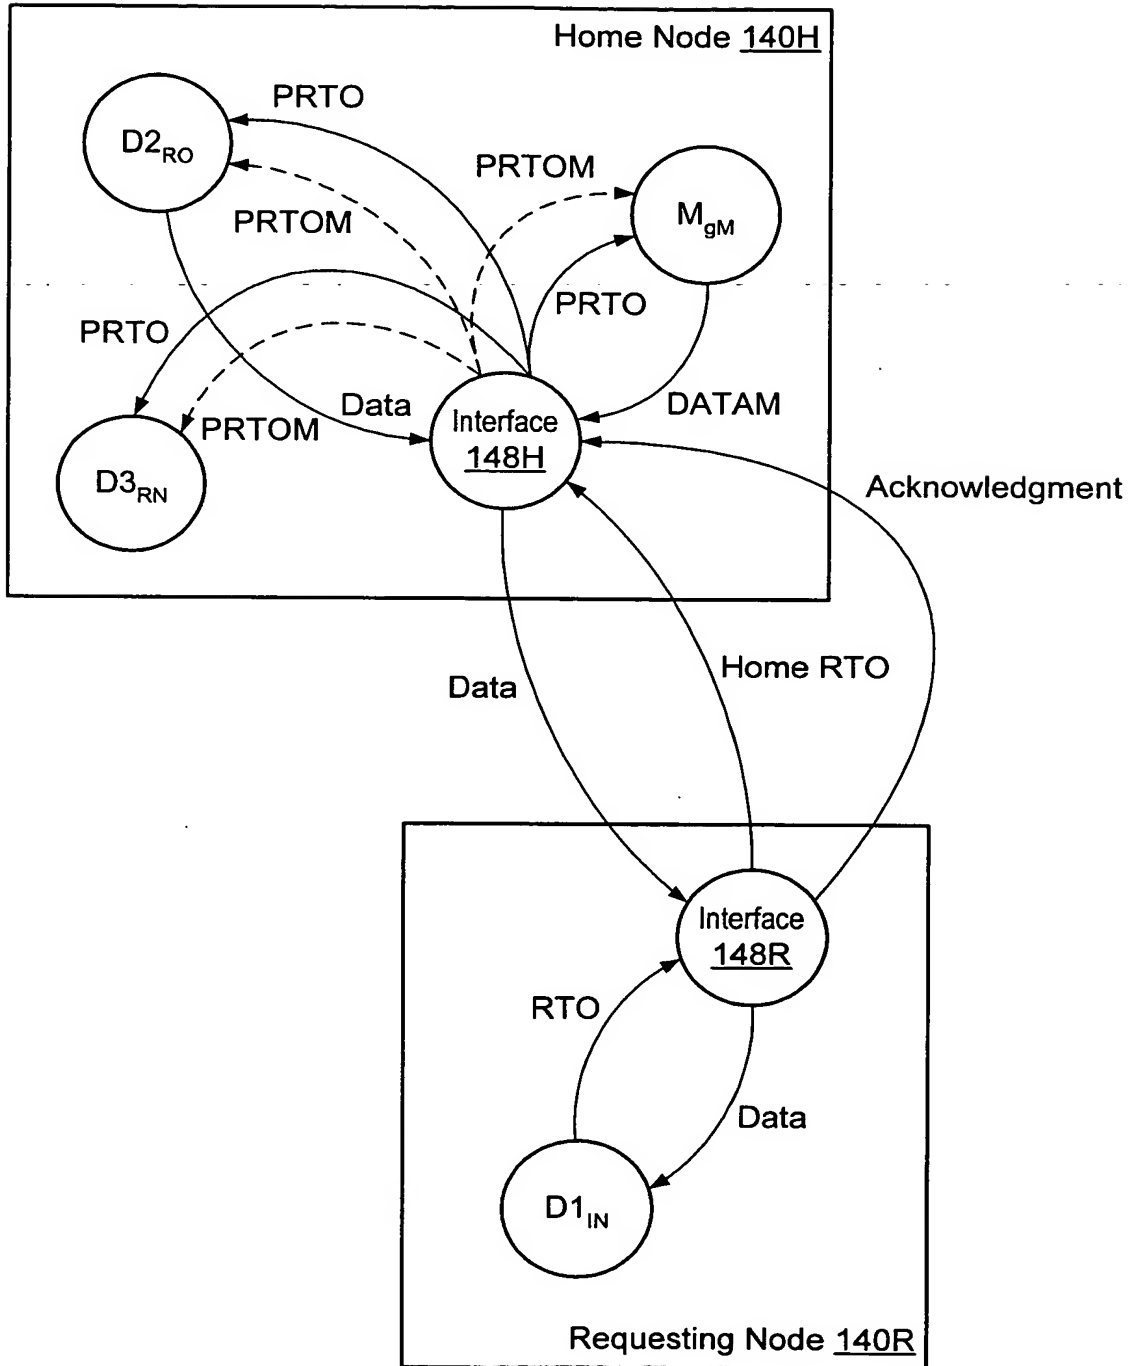 Home Node 140H
PRTO
D2RO
PRTOM
PRTOM
MgM
PRTO
PRTO
Data
DATAM
Interface
148H
PRTOM
D3RN
Acknowledgment
Data
Home RTO
Interface
148R
RTO
Data
D1IN
Requesting Node 140R